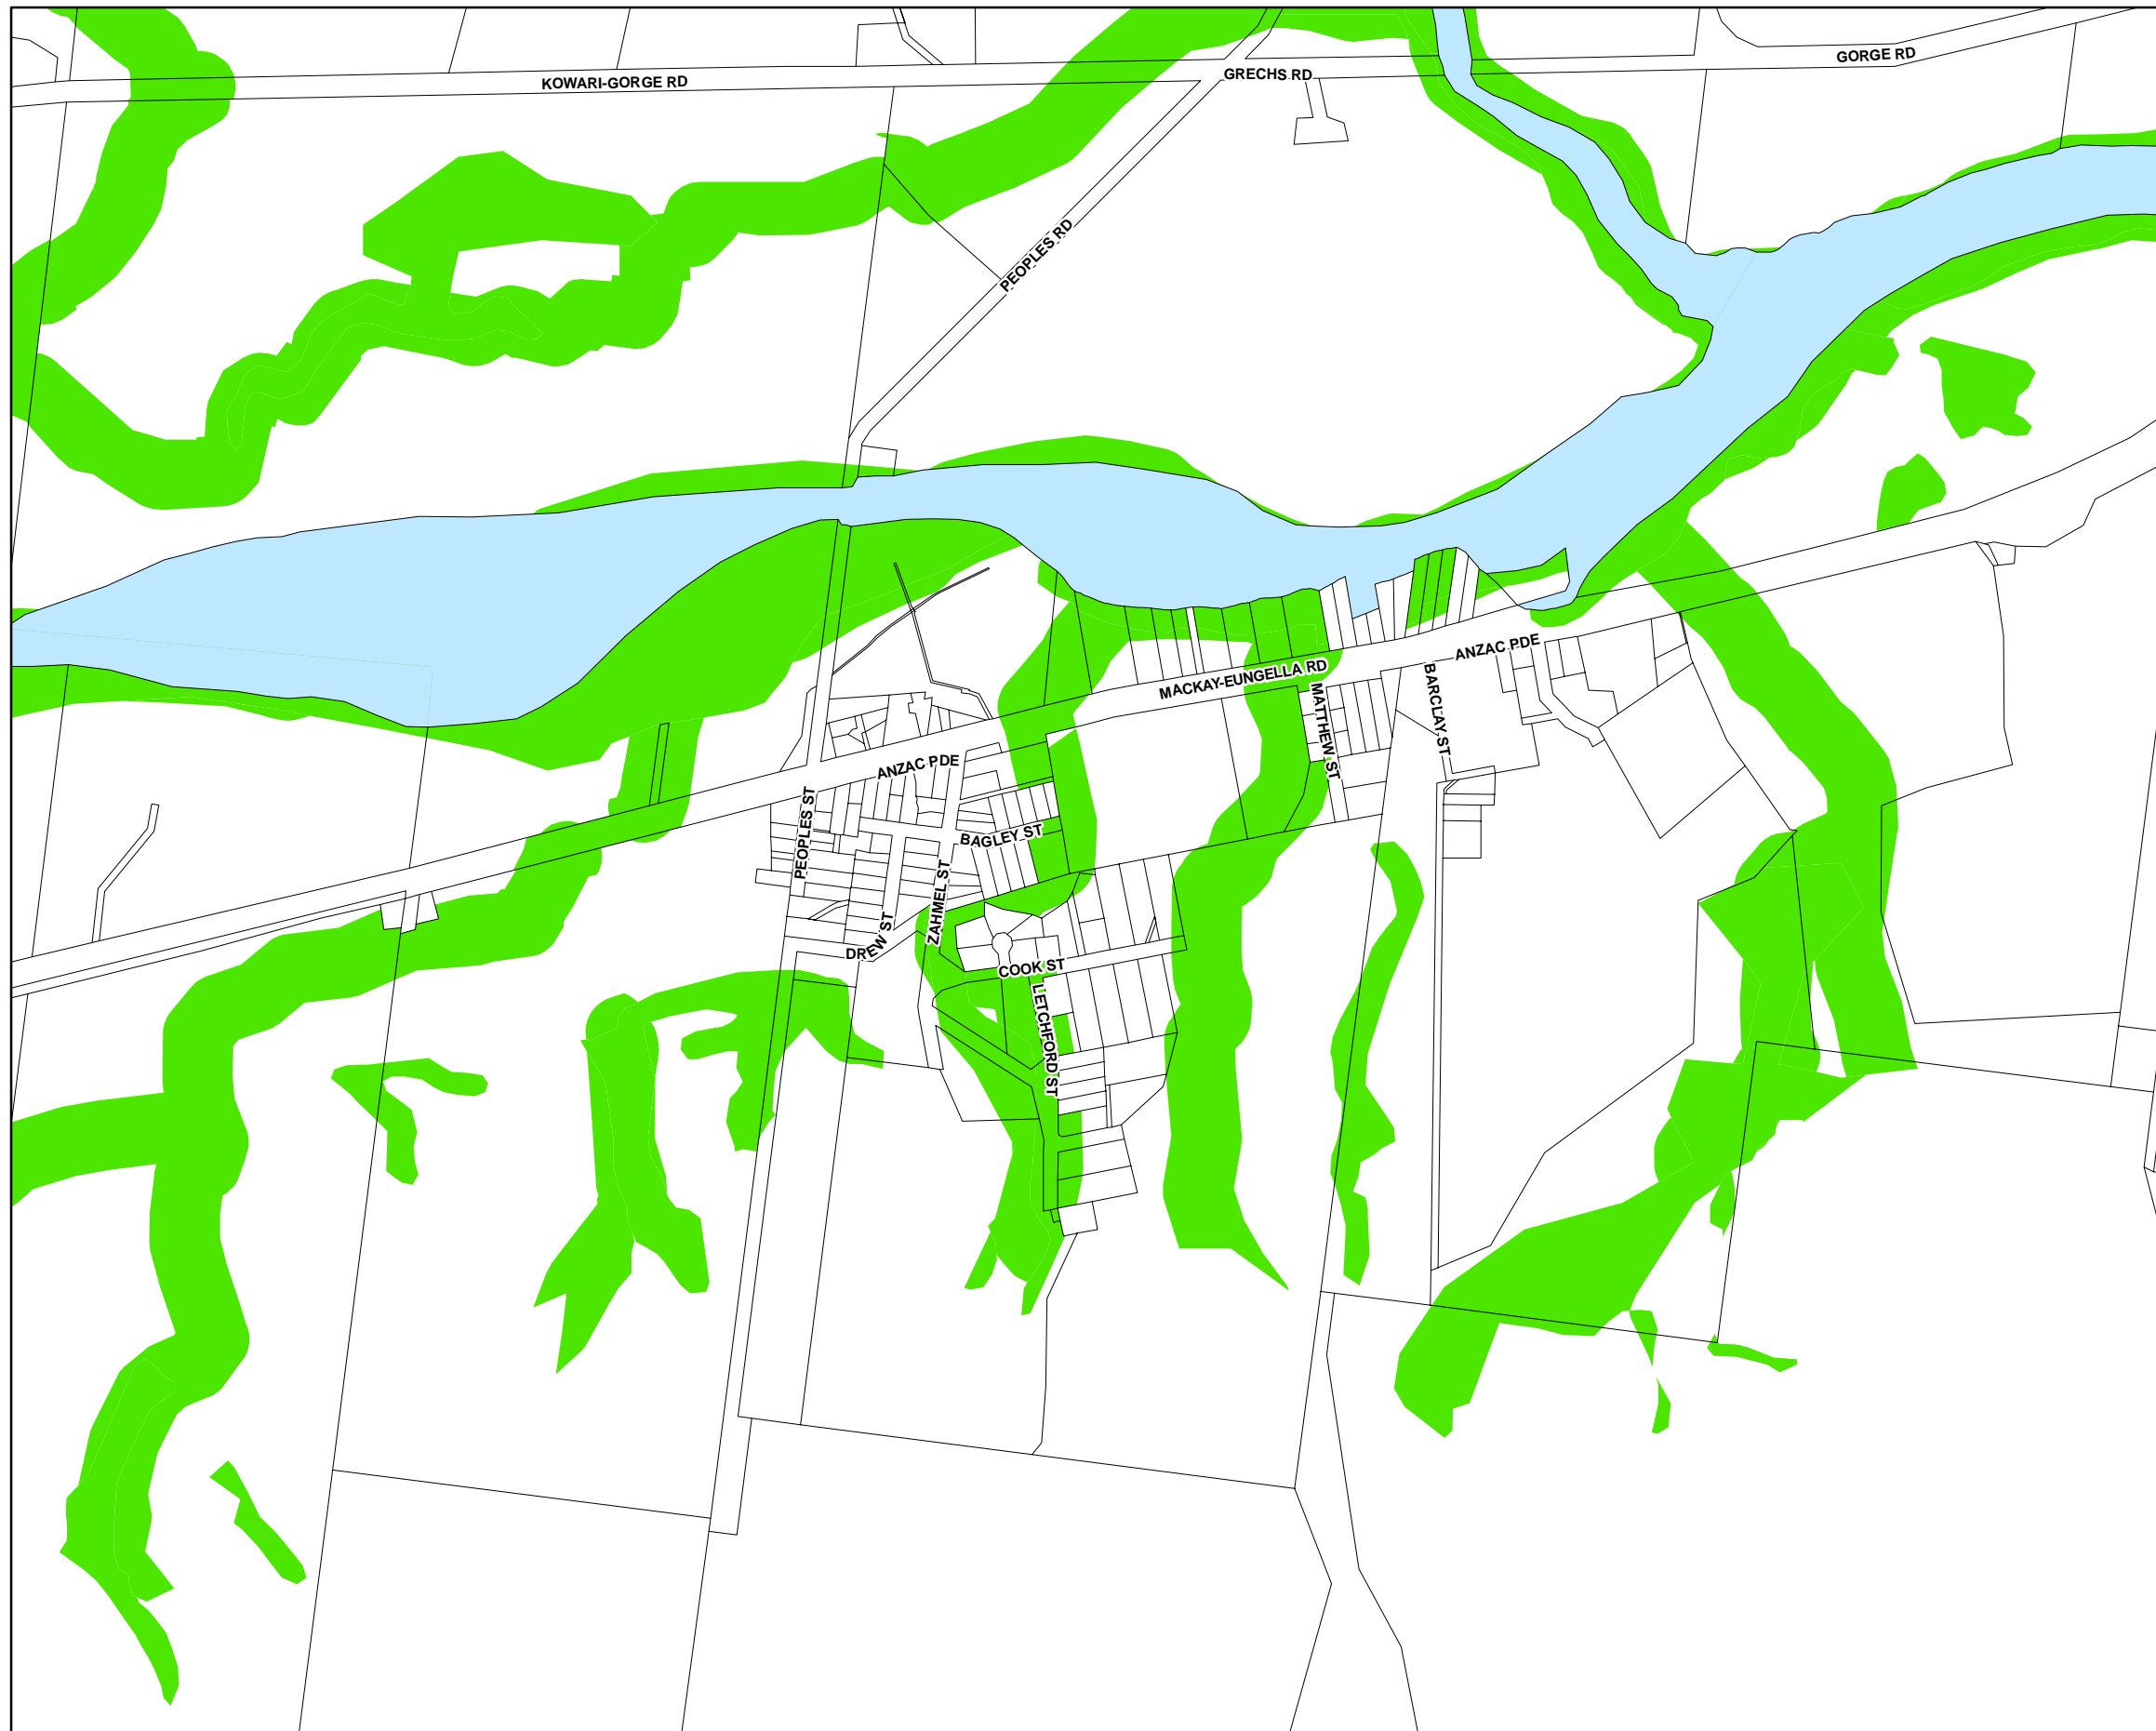 GORGE RD
GRECHS RD
KOWARI-GORGE RD
PEOPLES RD
ANZAC PDE
MACKAY-EUNGELLA RD
BARCLAY ST
MATTHEW ST
ANZAC PDE
PEOPLES ST
BAGLEY ST
ZAHMEL ST
DREW ST
COOK ST
LETCHFORD ST